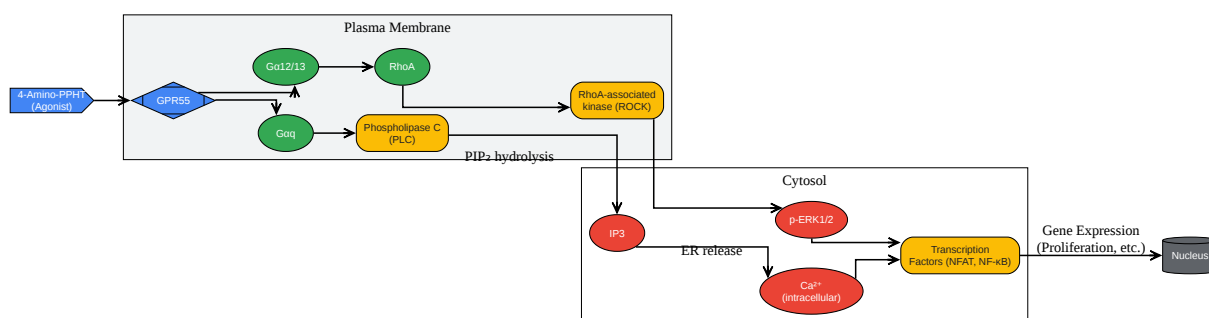 Plasma Membrane
4-Amino-PPHT
(Agonist)
GPR55
Gα12/13
RhoA
Gαq
Phospholipase C
(PLC)
RhoA-associated
kinase (ROCK)
PIP₂ hydrolysis
Cytosol
IP3
p-ERK1/2
ER release
Ca²⁺
(intracellular)
Transcription
Factors (NFAT, NF-κB)
Gene Expression
(Proliferation, etc.)
Nucleus